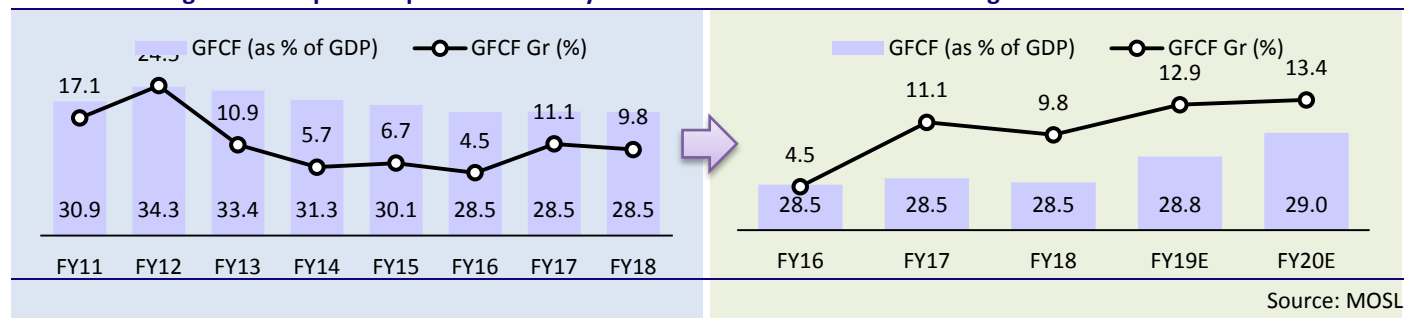 GFCF (as % of GDP) GFCF Gr (%)
17.1 10.9 5.7 6.7 4.5 11.1 9.8
30.9 34.3 33.4 31.3 30.1 28.5 28.5 28.5
FY11 FY12 FY13 FY14 FY15 FY16 FY17 FY18
GFCF (as % of GDP) GFCF Gr (%)
4.5 11.1 9.8 12.9 13.4
28.5 28.5 28.5 28.8 29.0
FY16 FY17 FY18 FY19E FY20E
Source: MOSL